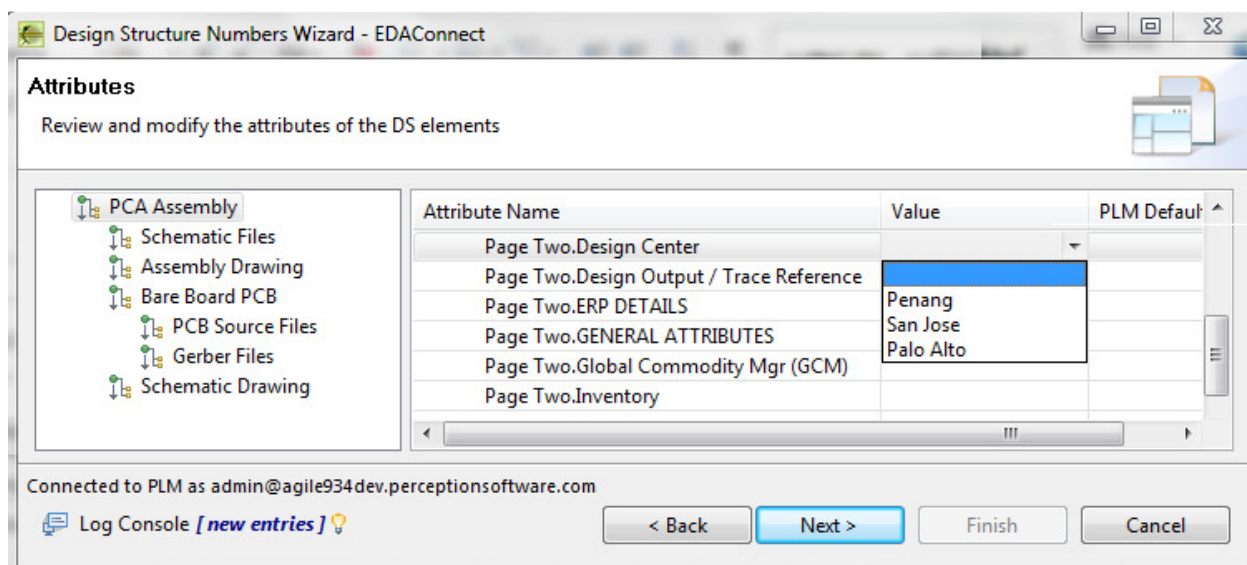 Design Structure Numbers Wizard - EDAConnect
Attributes
Review and modify the attributes of the DS elements
PCA Assembly
Schematic Files
Assembly Drawing
Bare Board PCB
PCB Source Files
Gerber Files
Schematic Drawing
Attribute Name Value PLM Default
Page Two.Design Center
Page Two.Design Output / Trace Reference
Page Two.ERP DETAILS
Page Two.GENERAL ATTRIBUTES
Page Two.Global Commodity Mgr (GCM)
Page Two.Inventory
Penang
San Jose
Palo Alto
Connected to PLM as admin@agile934dev.perceptionsoftware.com
Log Console [ new entries ]
< Back Next > Finish Cancel